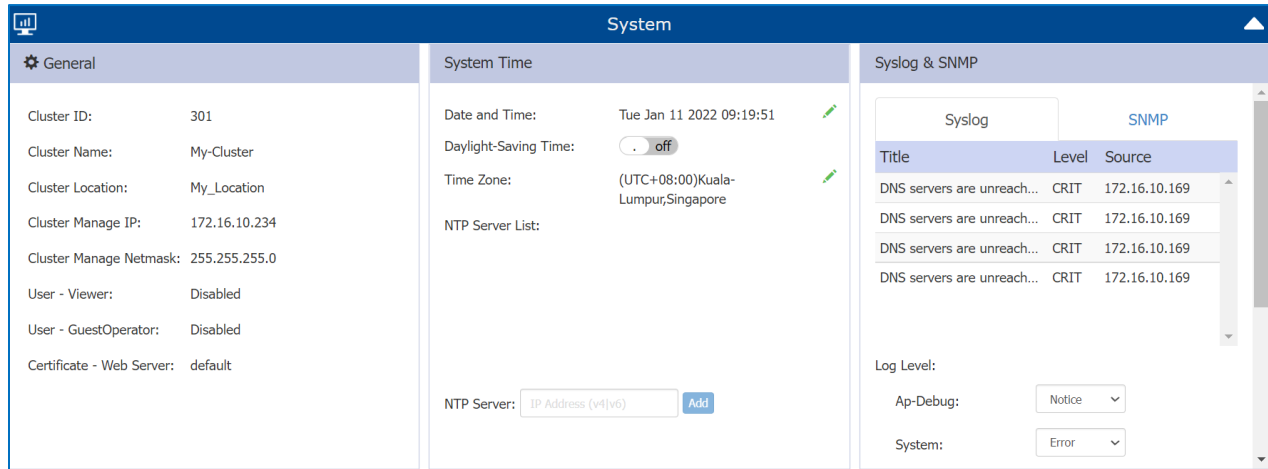 System
General
Cluster ID: 301
Cluster Name: My-Cluster
Cluster Location: My_Location
Cluster Manage IP: 172.16.10.234
Cluster Manage Netmask: 255.255.255.0
User - Viewer: Disabled
User - GuestOperator: Disabled
Certificate - Web Server: default
System Time
Date and Time: Tue Jan 11 2022 09:19:51
Daylight-Saving Time: . off
Time Zone: (UTC+08:00)Kuala-
Lumpur,Singapore
NTP Server List:
NTP Server: IP Address (v4|v6) Add
Syslog & SNMP
Syslog SNMP
Title Level Source
DNS servers are unreach... CRIT 172.16.10.169
DNS servers are unreach... CRIT 172.16.10.169
DNS servers are unreach... CRIT 172.16.10.169
DNS servers are unreach... CRIT 172.16.10.169
Log Level:
Ap-Debug: Notice
System: Error